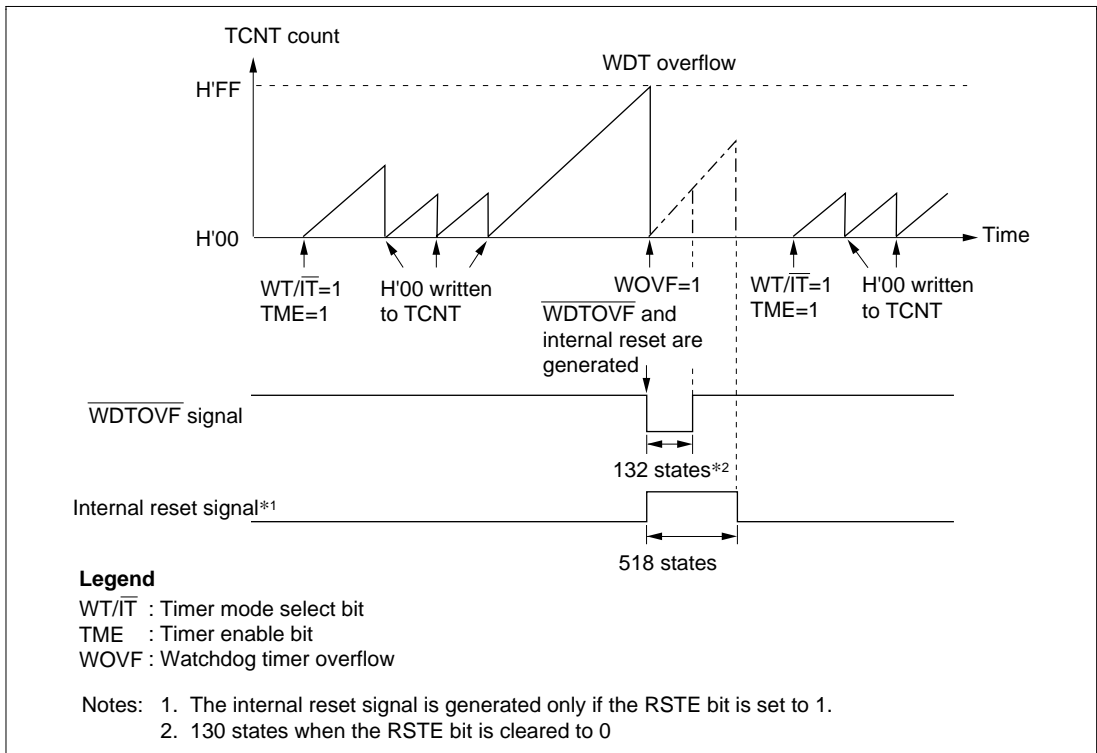 TCNT count
WDT overflow
H'FF
H'00
Time
WT/IT=1
TME=1
H'00 written
to TCNT
WOVF=1
WDTOVF and
internal reset are
generated
WT/IT=1
TME=1
H'00 written
to TCNT
WDTOVF signal
132 states*2
Internal reset signal*1
518 states
Legend
WT/IT : Timer mode select bit
TME : Timer enable bit
WOVF : Watchdog timer overflow
Notes: 1. The internal reset signal is generated only if the RSTE bit is set to 1.
2. 130 states when the RSTE bit is cleared to 0